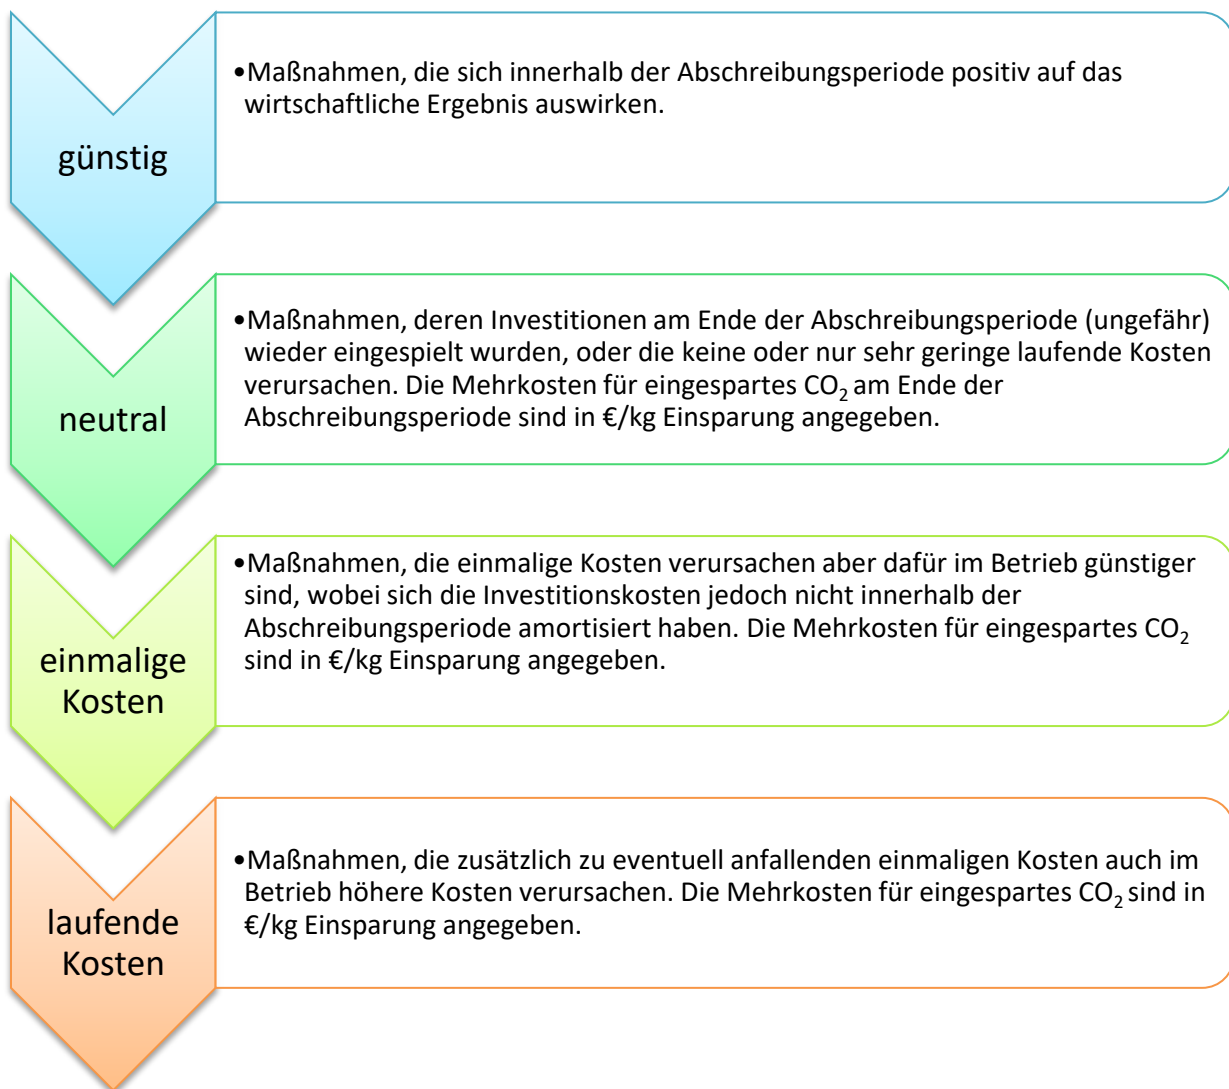 günstig
•Maßnahmen, die sich innerhalb der Abschreibungsperiode positiv auf das
wirtschaftliche Ergebnis auswirken.
neutral
•Maßnahmen, deren Investitionen am Ende der Abschreibungsperiode (ungefähr)
wieder eingespielt wurden, oder die keine oder nur sehr geringe laufende Kosten
verursachen. Die Mehrkosten für eingespartes CO₂ am Ende der
Abschreibungsperiode sind in €/kg Einsparung angegeben.
einmalige
Kosten
•Maßnahmen, die einmalige Kosten verursachen aber dafür im Betrieb günstiger
sind, wobei sich die Investitionskosten jedoch nicht innerhalb der
Abschreibungsperiode amortisiert haben. Die Mehrkosten für eingespartes CO₂
sind in €/kg Einsparung angegeben.
laufende
Kosten
•Maßnahmen, die zusätzlich zu eventuell anfallenden einmaligen Kosten auch im
Betrieb höhere Kosten verursachen. Die Mehrkosten für eingespartes CO₂ sind in
€/kg Einsparung angegeben.